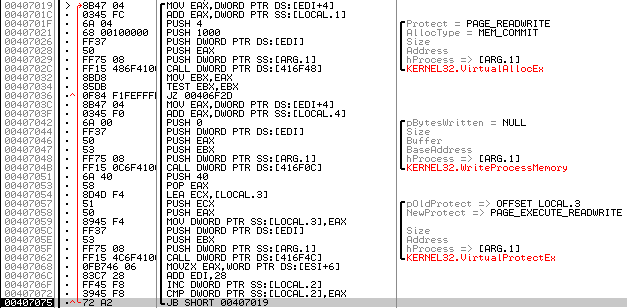 00407019 > 8B47 04 MOV EAX,DWORD PTR DS:[EDI+4]
0040701C 0345 FC ADD EAX,DWORD PTR SS:[LOCAL.1]
0040701F 6A 04 PUSH 4 Protect = PAGE_READWRITE
00407021 68 00100000 PUSH 1000 AllocType = MEM_COMMIT
00407026 FF37 PUSH DWORD PTR DS:[EDI] Size
00407028 50 PUSH EAX Address
00407029 FF75 08 PUSH DWORD PTR SS:[ARG.1] hProcess => [ARG.1]
0040702C FF15 486F4100 CALL DWORD PTR DS:[416F48] KERNEL32.VirtualAllocEx
00407032 8BD8 MOV EBX,EAX
00407034 85DB TEST EBX,EBX
00407036 0F84 F1FEFFFF JZ 00406F2D
0040703C 8B47 04 MOV EAX,DWORD PTR DS:[EDI+4]
0040703F 0345 F0 ADD EAX,DWORD PTR SS:[LOCAL.4]
00407042 6A 00 PUSH 0 pBytesWritten = NULL
00407044 FF37 PUSH DWORD PTR DS:[EDI] Size
00407046 50 PUSH EAX Buffer
00407047 53 PUSH EBX BaseAddress
00407048 FF75 08 PUSH DWORD PTR SS:[ARG.1] hProcess => [ARG.1]
0040704B FF15 0C6F4100 CALL DWORD PTR DS:[416F0C] KERNEL32.WriteProcessMemory
00407051 6A 40 PUSH 40
00407053 58 POP EAX
00407054 8D4D F4 LEA ECX,[LOCAL.3]
00407057 51 PUSH ECX pOldProtect => OFFSET LOCAL.3
00407058 50 PUSH EAX NewProtect => PAGE_EXECUTE_READWRITE
00407059 8945 F4 MOV DWORD PTR SS:[LOCAL.3],EAX
0040705C FF37 PUSH DWORD PTR DS:[EDI] Size
0040705E 53 PUSH EBX Address
0040705F FF75 08 PUSH DWORD PTR SS:[ARG.1] hProcess => [ARG.1]
00407062 FF15 4C6F4100 CALL DWORD PTR DS:[416F4C] KERNEL32.VirtualProtectEx
00407068 0FB746 06 MOVZX EAX,WORD PTR DS:[ESI+6]
0040706C 83C7 28 ADD EDI,28
0040706F FF45 F8 INC DWORD PTR SS:[LOCAL.2]
00407072 3945 F8 CMP DWORD PTR SS:[LOCAL.2],EAX
00407075 72 A2 JB SHORT 00407019